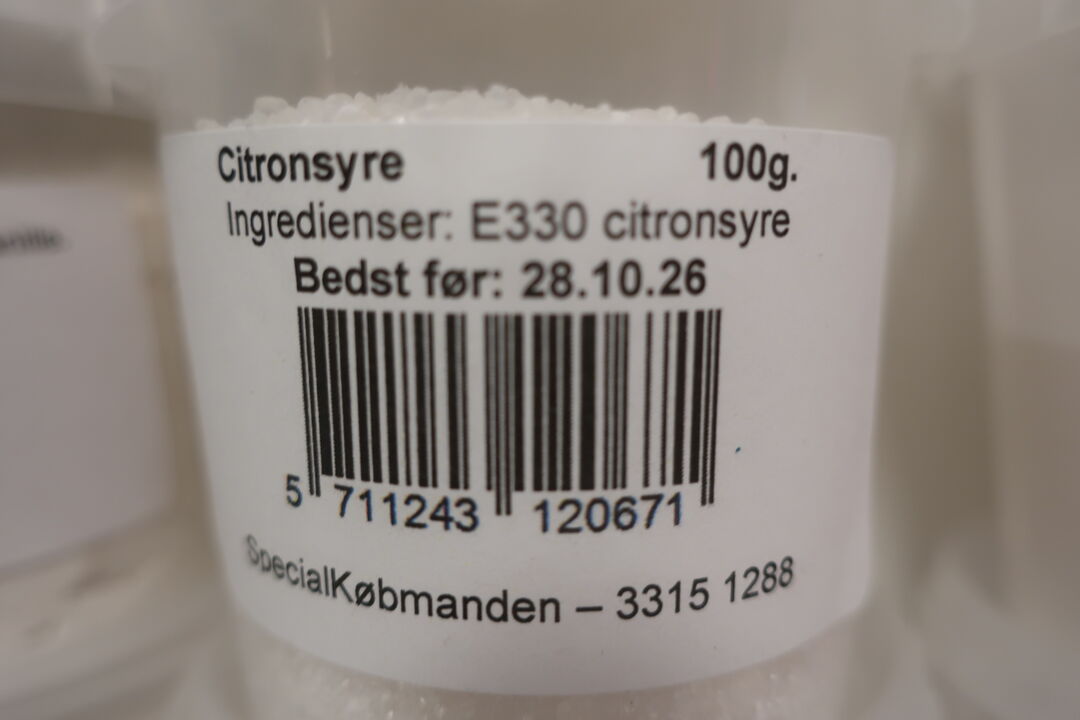 Citronsyre 100g.
Ingredienser: E330 citronsyre
Bedst før: 28.10.26
5 711243 120671
SpecialKøbmanden – 3315 1288